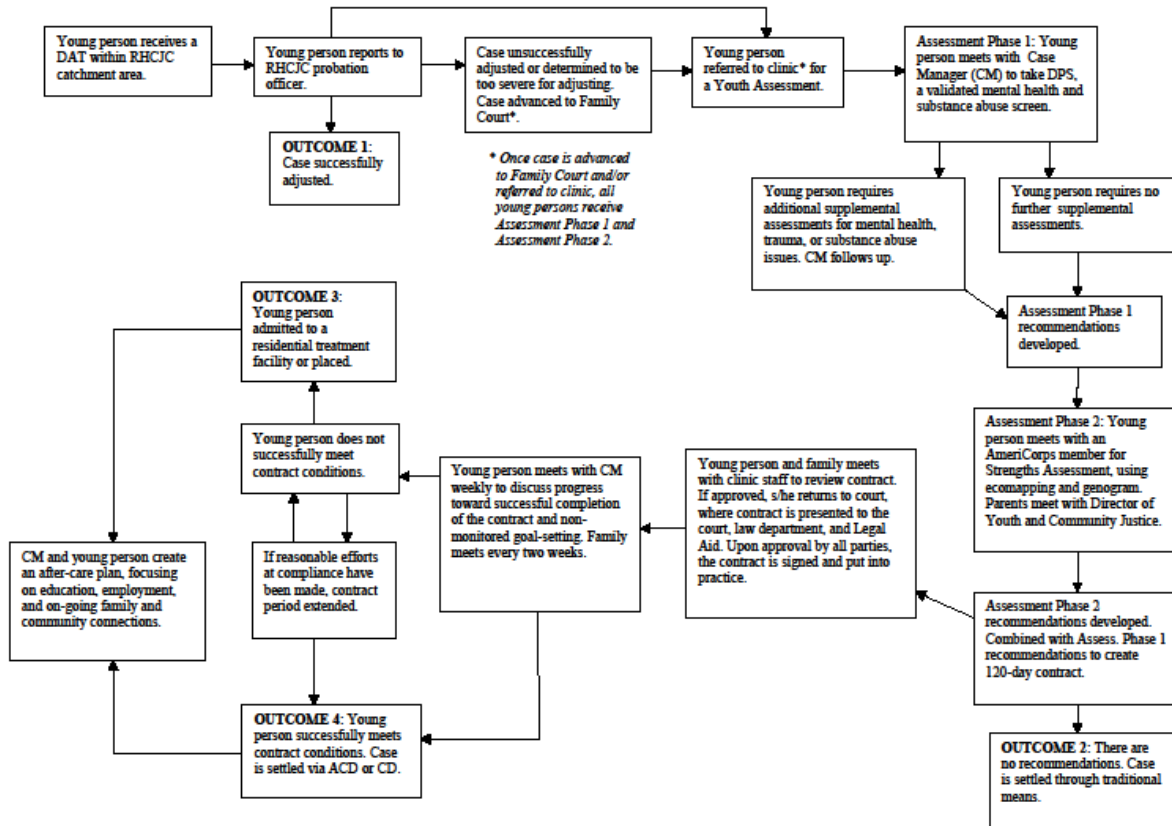 Young person receives a
DAT within RHCJC
catchment area.
Young person reports to
RHCJC probation
officer.
Case unsuccessfully
adjusted or determined to be
too severe for adjusting.
Case advanced to Family
Court*.
Young person
referred to clinic* for
a Youth Assessment.
Assessment Phase 1: Young
person meets with Case
Manager (CM) to take DPS,
a validated mental health and
substance abuse screen.
OUTCOME 1:
Case successfully
adjusted.
* Once case is advanced
to Family Court and/or
referred to clinic, all
young persons receive
Assessment Phase 1 and
Assessment Phase 2.
Young person requires
additional supplemental
assessments for mental health,
trauma, or substance abuse
issues. CM follows up.
Young person requires no
further supplemental
assessments.
Assessment Phase 1
recommendations
developed.
Assessment Phase 2: Young
person meets with an
AmeriCorps member for
Strengths Assessment, using
ecomapping and genogram.
Parents meet with Director of
Youth and Community Justice.
Assessment Phase 2
recommendations developed.
Combined with Assess. Phase 1
recommendations to create
120-day contract.
OUTCOME 2: There are
no recommendations. Case
is settled through traditional
means.
Young person and family meets
with clinic staff to review contract.
If approved, s/he returns to court,
where contract is presented to the
court, law department, and Legal
Aid. Upon approval by all parties,
the contract is signed and put into
practice.
Young person meets with CM
weekly to discuss progress
toward successful completion
of the contract and non-
monitored goal-setting. Family
meets every two weeks.
OUTCOME 3:
Young person
admitted to a
residential treatment
facility or placed.
Young person does not
successfully meet
contract conditions.
If reasonable efforts
at compliance have
been made, contract
period extended.
CM and young person create
an after-care plan, focusing
on education, employment,
and on-going family and
community connections.
OUTCOME 4: Young
person successfully meets
contract conditions. Case
is settled via ACD or CD.